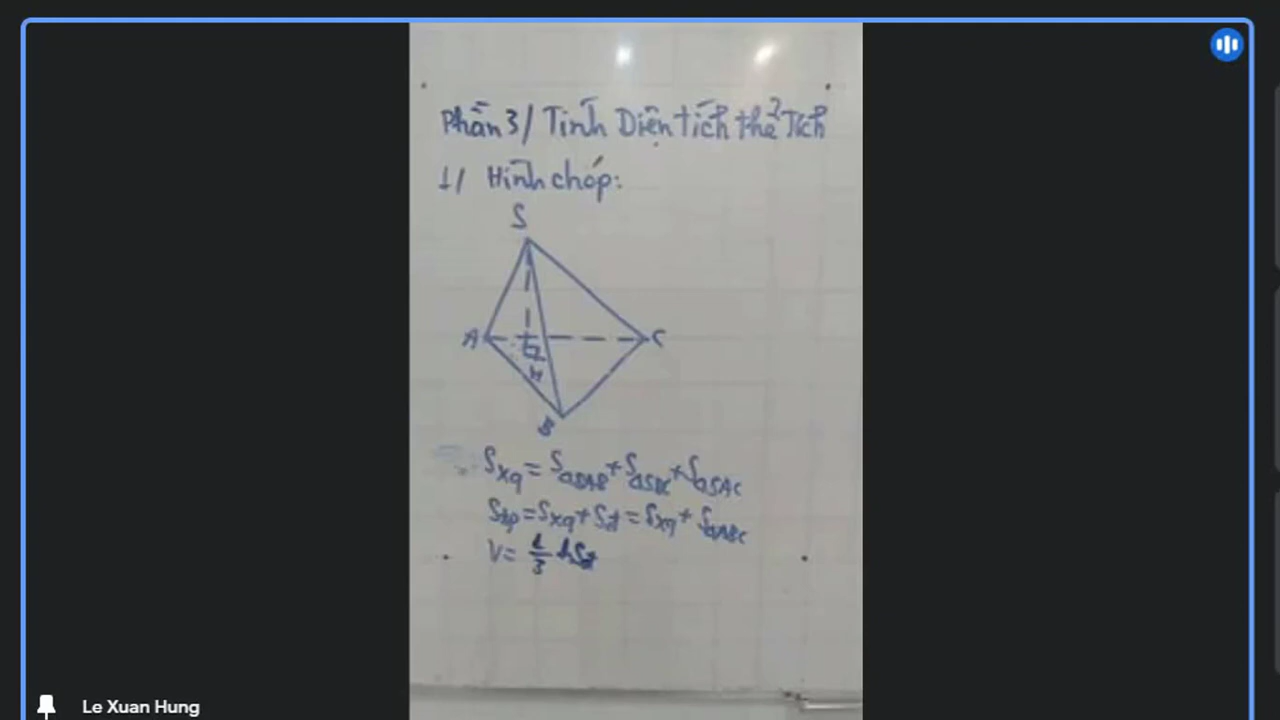 Phần 3/ Tính Diện tích thể Tích
1/ Hình chóp:
S
A
C
H
B
Sxq = SΔSAB + SΔSBC + SΔSAC
Stp = Sxq + Sđ = Sxq + SΔABC
V = 1/3 h Sđ
Le Xuan Hung